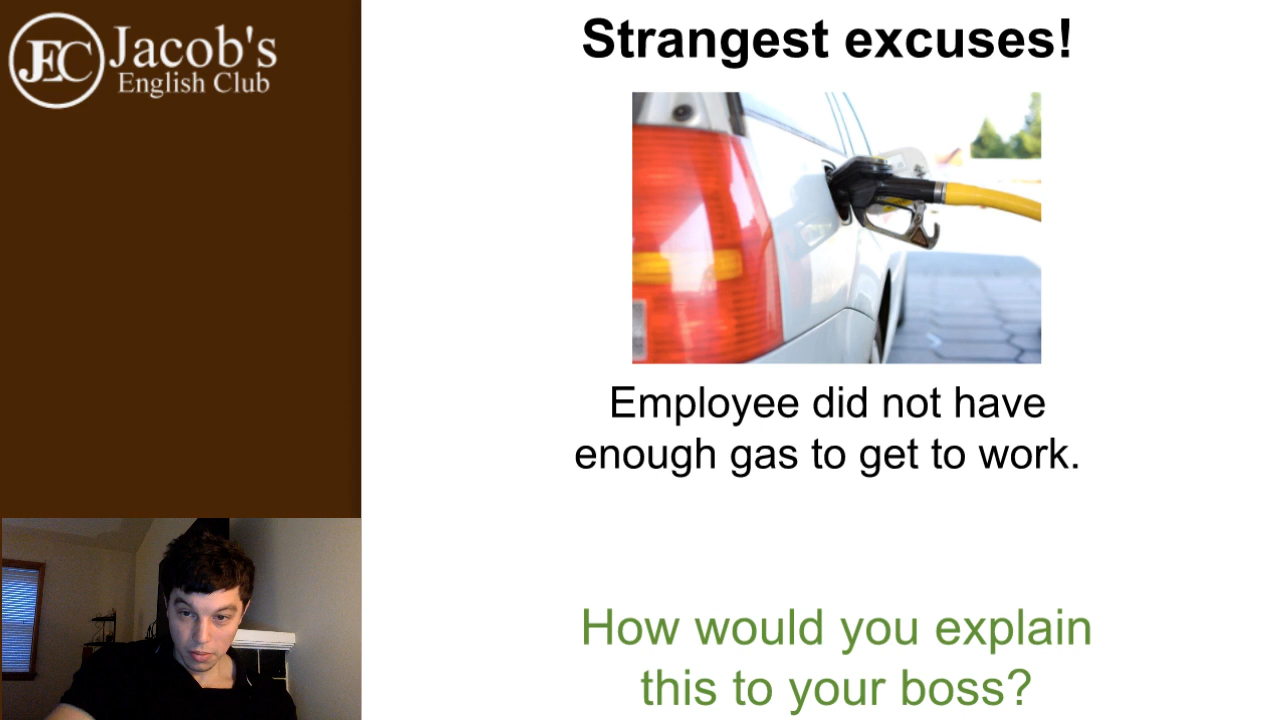 JEC
Jacob's
English Club
Strangest excuses!
Employee did not have
enough gas to get to work.
How would you explain
this to your boss?